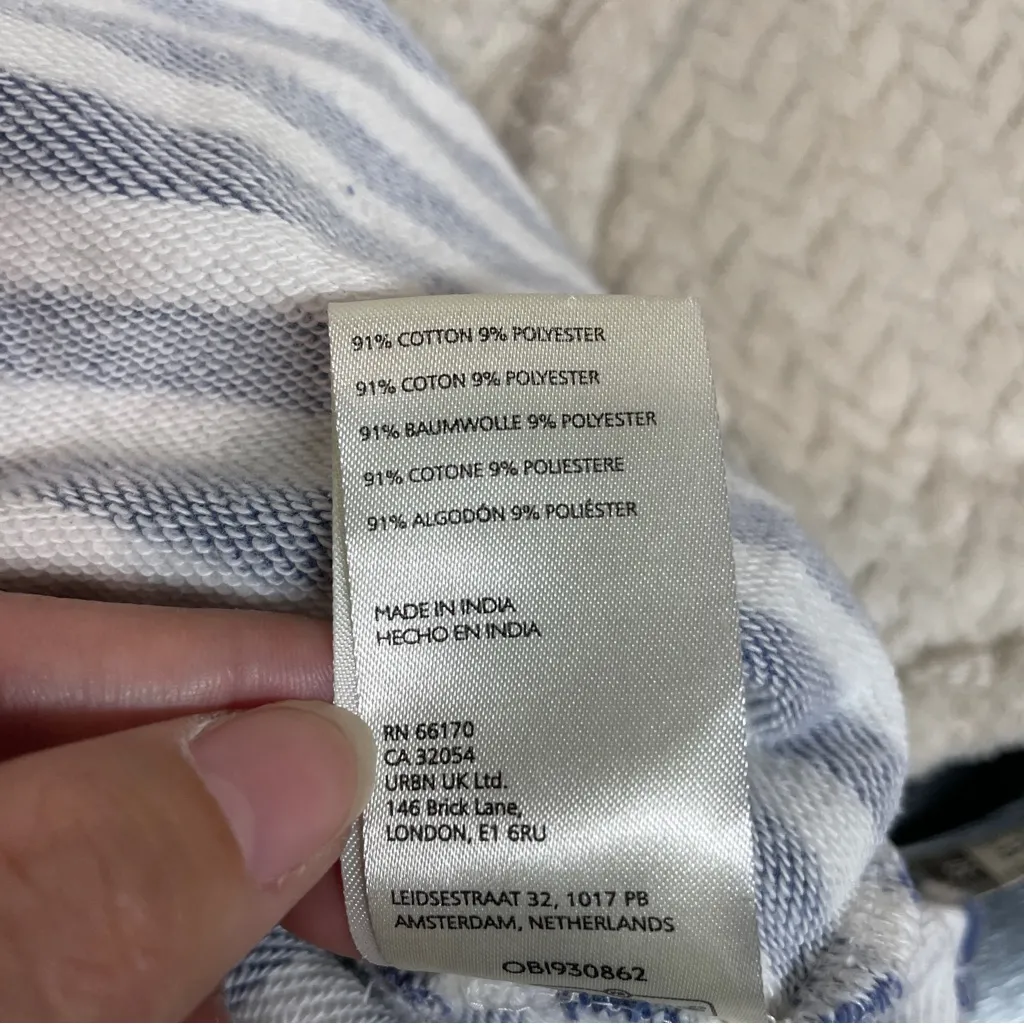 91% COTTON 9% POLYESTER
91% COTON 9% POLYESTER
91% BAUMWOLLE 9% POLYESTER
91% COTONE 9% POLIESTERE
91% ALGODÓN 9% POLIÉSTER
MADE IN INDIA
HECHO EN INDIA
RN 66170
CA 32054
URBN UK Ltd.
146 Brick Lane,
LONDON, E1 6RU
LEIDSESTRAAT 32, 1017 PB
AMSTERDAM, NETHERLANDS
OB1930862